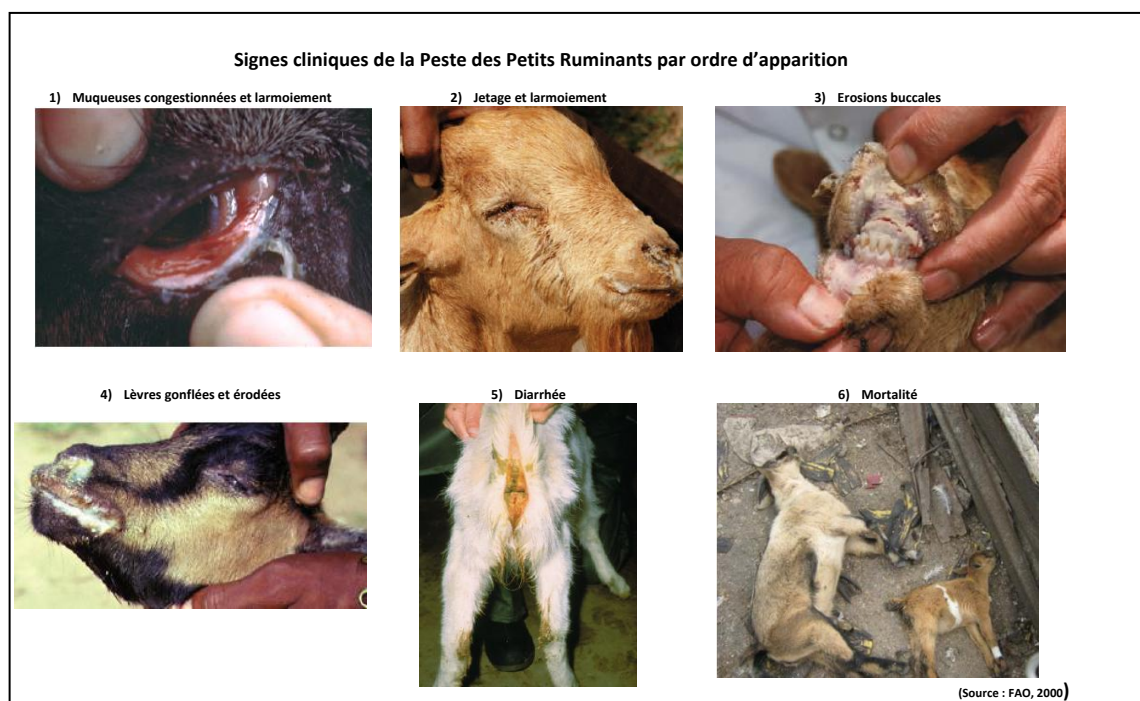 Signes cliniques de la Peste des Petits Ruminants par ordre d’apparition
1) Muqueuses congestionnées et larmoiement
2) Jetage et larmoiement
3) Erosions buccales
4) Lèvres gonflées et érodées
5) Diarrhée
6) Mortalité
(Source : FAO, 2000)